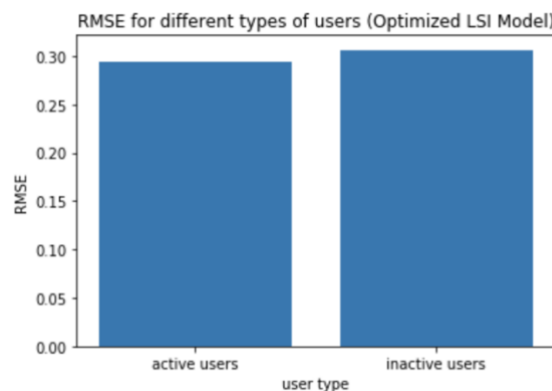 RMSE for different types of users (Optimized LSI Model)
0.30
0.25
0.20
0.15
0.10
0.05
0.00
RMSE
active users
inactive users
user type